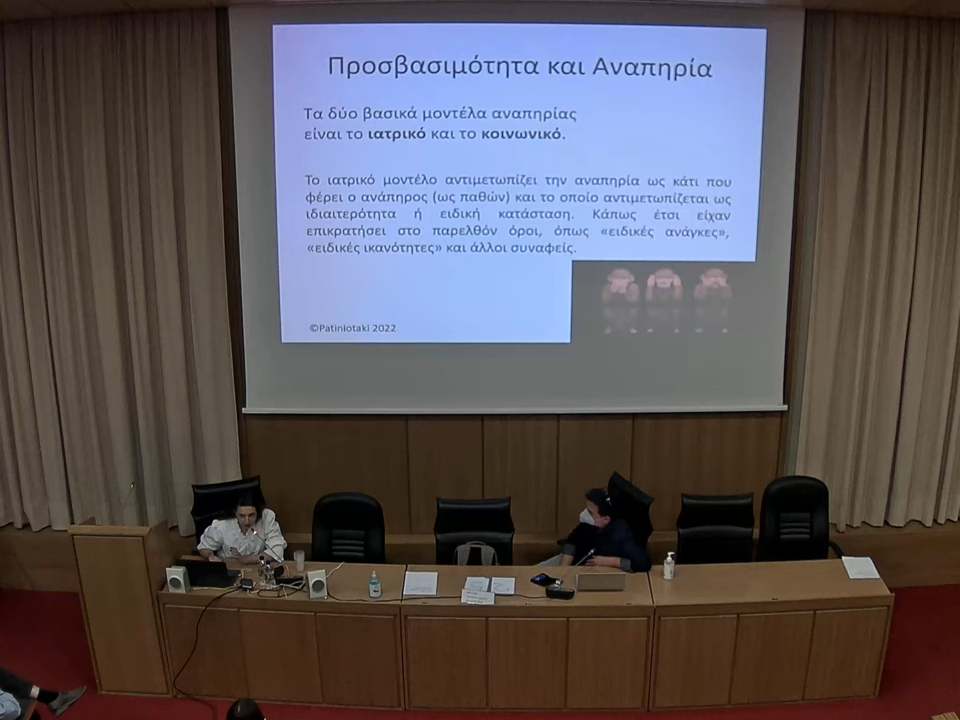 Προσβασιμότητα και Αναπηρία
Τα δύο βασικά μοντέλα αναπηρίας
είναι το ιατρικό και το κοινωνικό.
Το ιατρικό μοντέλο αντιμετωπίζει την αναπηρία ως κάτι που
φέρει ο ανάπηρος (ως παθών) και το οποίο αντιμετωπίζεται ως
ιδιαιτερότητα ή ειδική κατάσταση. Κάπως έτσι είχαν
επικρατήσει στο παρελθόν όροι, όπως «ειδικές ανάγκες»,
«ειδικές ικανότητες» και άλλοι συναφείς.
©Patiniotaki 2022